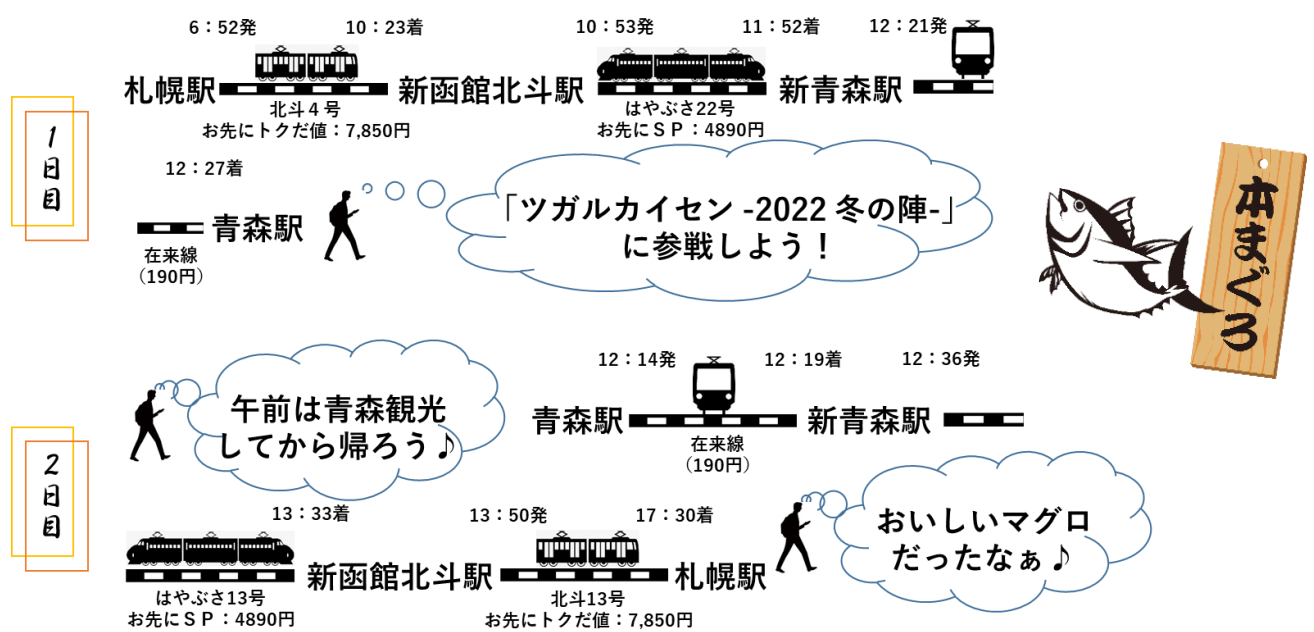 6：52発 10：23着 10：53発 11：52着 12：21発
札幌駅 新函館北斗駅 新青森駅
北斗４号 はやぶさ22号
お先にトクだ値：7,850円 お先にＳＰ：4890円
1日目
12：27着
青森駅
在来線
（190円）
「ツガルカイセン -2022 冬の陣-」
に参戦しよう！
本まぐろ
午前は青森観光
してから帰ろう♪
12：14発 12：19着 12：36発
青森駅 新青森駅
在来線
（190円）
2日目
13：33着 13：50発 17：30着
新函館北斗駅 札幌駅
はやぶさ13号 北斗13号
お先にＳＰ：4890円 お先にトクだ値：7,850円
おいしいマグロ
だったなぁ♪